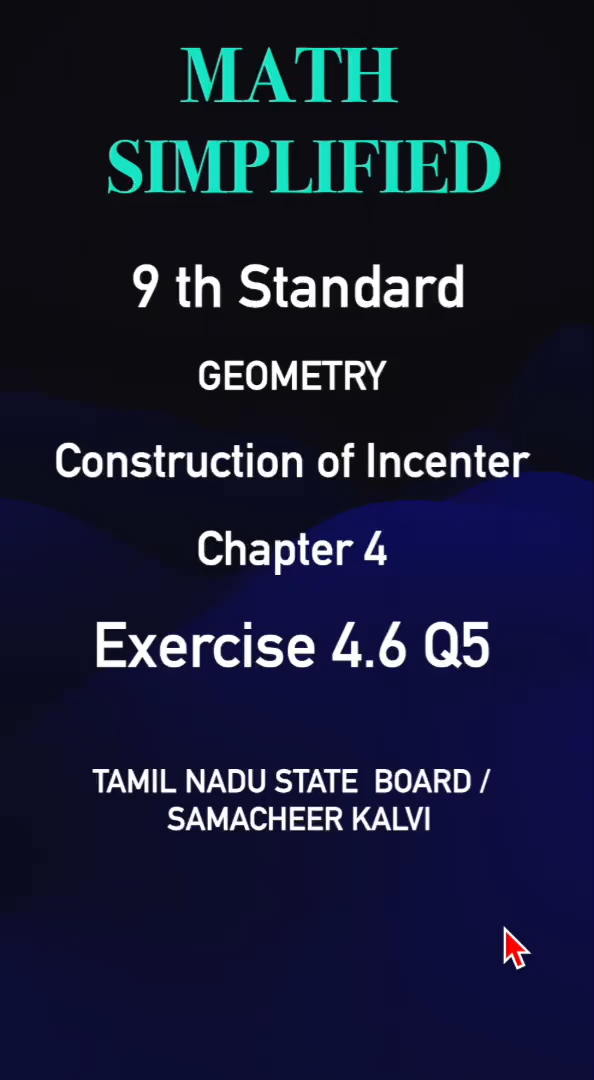 MATH
SIMPLIFIED
9 th Standard
GEOMETRY
Construction of Incenter
Chapter 4
Exercise 4.6 Q5
TAMIL NADU STATE BOARD /
SAMACHEER KALVI